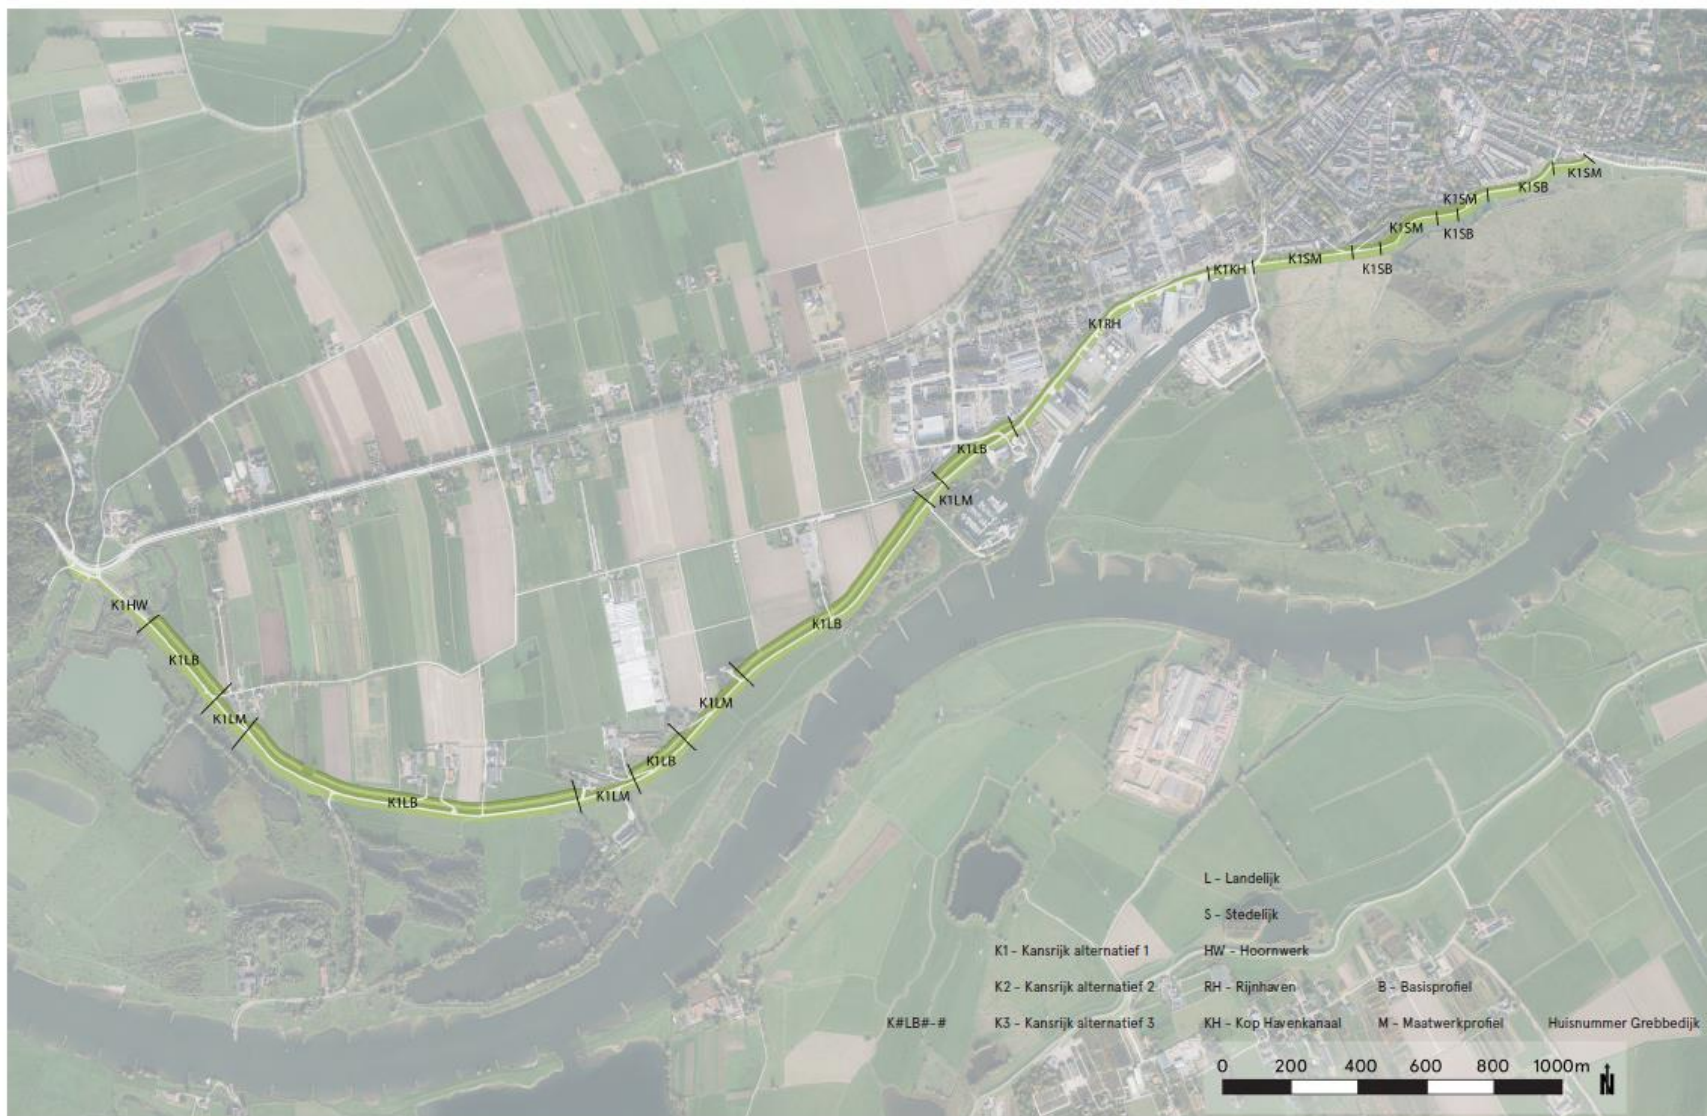 K1SM
K1SB
K1SM
K1SM
K1SB
K1SM
K1SB
K1KH
K1RH
K1LB
K1LM
K1HW
K1LB
K1LB
K1LM
K1LM
K1LB
K1LB
K1LM
L - Landelijk
S - Stedelijk
K1 - Kansrijk alternatief 1 HW - Hoornwerk
K2 - Kansrijk alternatief 2 RH - Rijnhaven B - Basisprofiel
K#LB#-# K3 - Kansrijk alternatief 3 KH - Kop Havenkanaal M - Maatwerkprofiel Huisnummer Grebbedijk
0 200 400 600 800 1000m
N